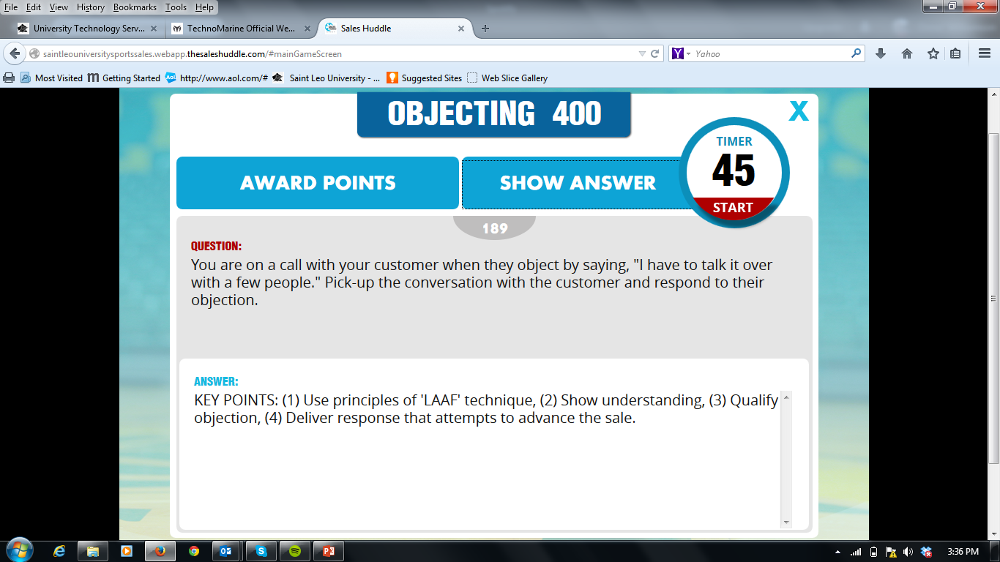 File Edit View History Bookmarks Tools Help
University Technology Serv... × TechnoMarine Official We... × Sales Huddle ×
saintleouniversitysportssales.webapp.thesaleshuddle.com/#mainGameScreen Yahoo
Most Visited Getting Started http://www.aol.com/# Saint Leo University - ... Suggested Sites Web Slice Gallery
OBJECTING 400
X
TIMER
45
START
AWARD POINTS SHOW ANSWER
189
QUESTION:
You are on a call with your customer when they object by saying, "I have to talk it over
with a few people." Pick-up the conversation with the customer and respond to their
objection.
ANSWER:
KEY POINTS: (1) Use principles of 'LAAF' technique, (2) Show understanding, (3) Qualify
objection, (4) Deliver response that attempts to advance the sale.
3:36 PM